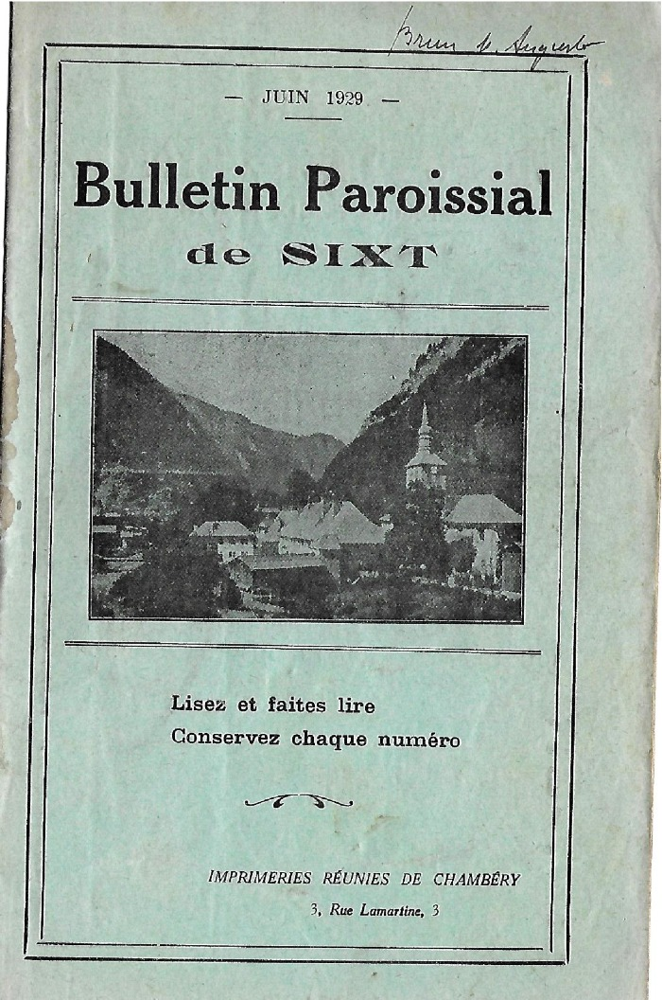 Brun
— JUIN 1929 —
Bulletin Paroissial
de SIXT
Lisez et faites lire
Conservez chaque numéro
IMPRIMERIES RÉUNIES DE CHAMBÉRY
3, Rue Lamartine, 3